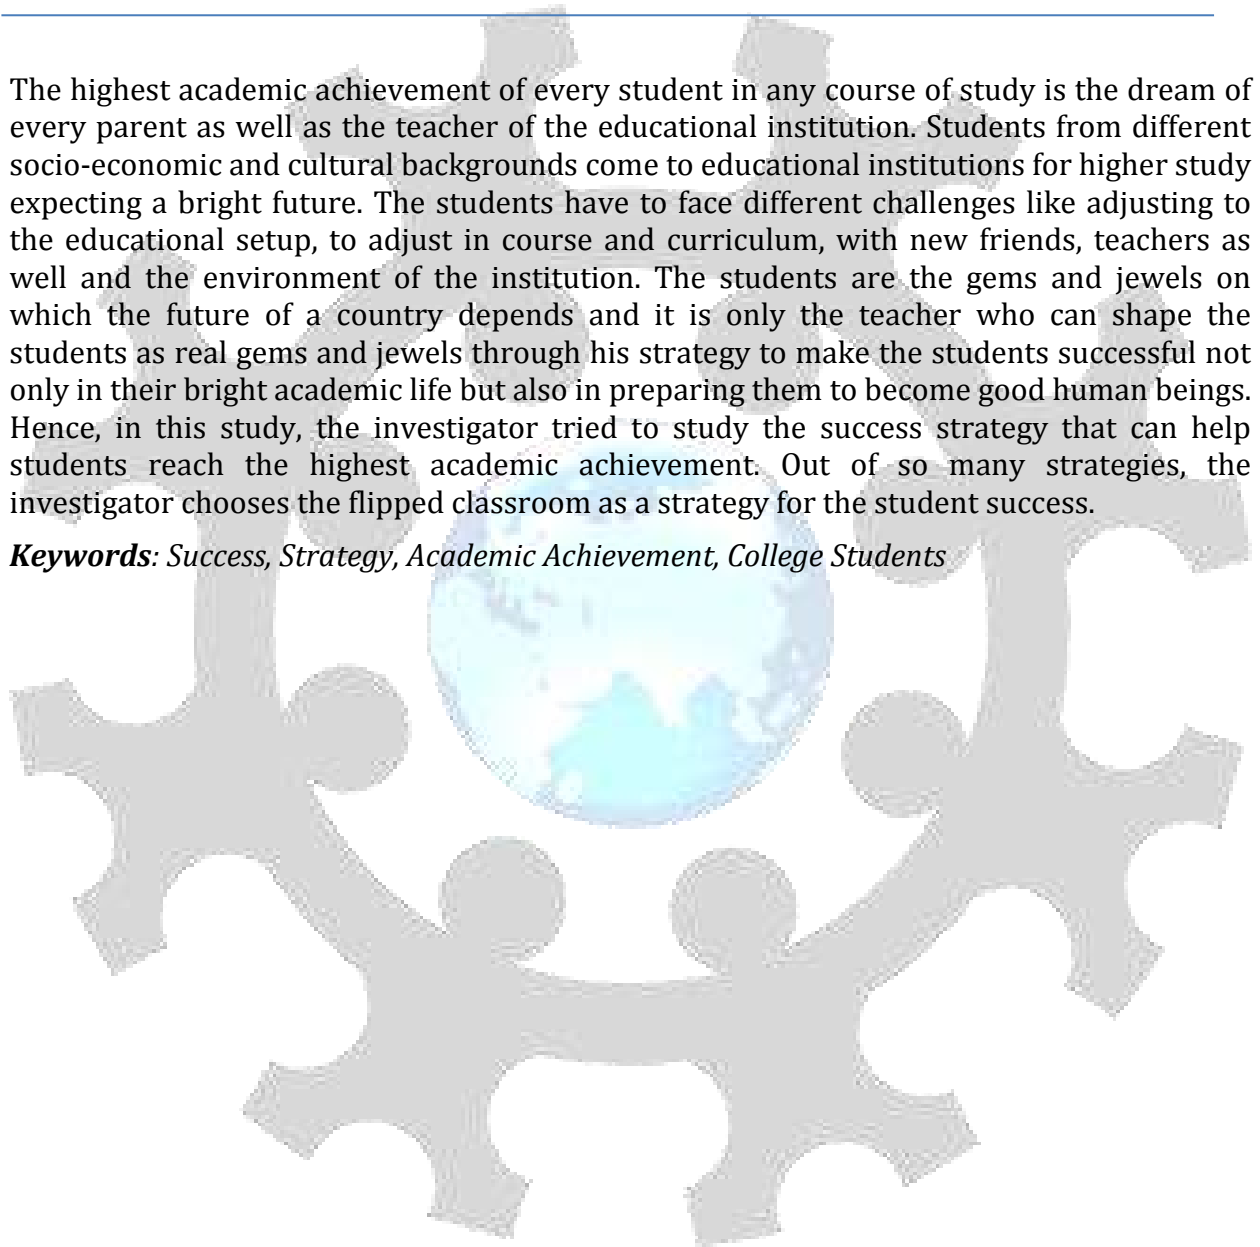 The highest academic achievement of every student in any course of study is the dream of
every parent as well as the teacher of the educational institution. Students from different
socio-economic and cultural backgrounds come to educational institutions for higher study
expecting a bright future. The students have to face different challenges like adjusting to
the educational setup, to adjust in course and curriculum, with new friends, teachers as
well and the environment of the institution. The students are the gems and jewels on
which the future of a country depends and it is only the teacher who can shape the
students as real gems and jewels through his strategy to make the students successful not
only in their bright academic life but also in preparing them to become good human beings.
Hence, in this study, the investigator tried to study the success strategy that can help
students reach the highest academic achievement. Out of so many strategies, the
investigator chooses the flipped classroom as a strategy for the student success.
Keywords: Success, Strategy, Academic Achievement, College Students